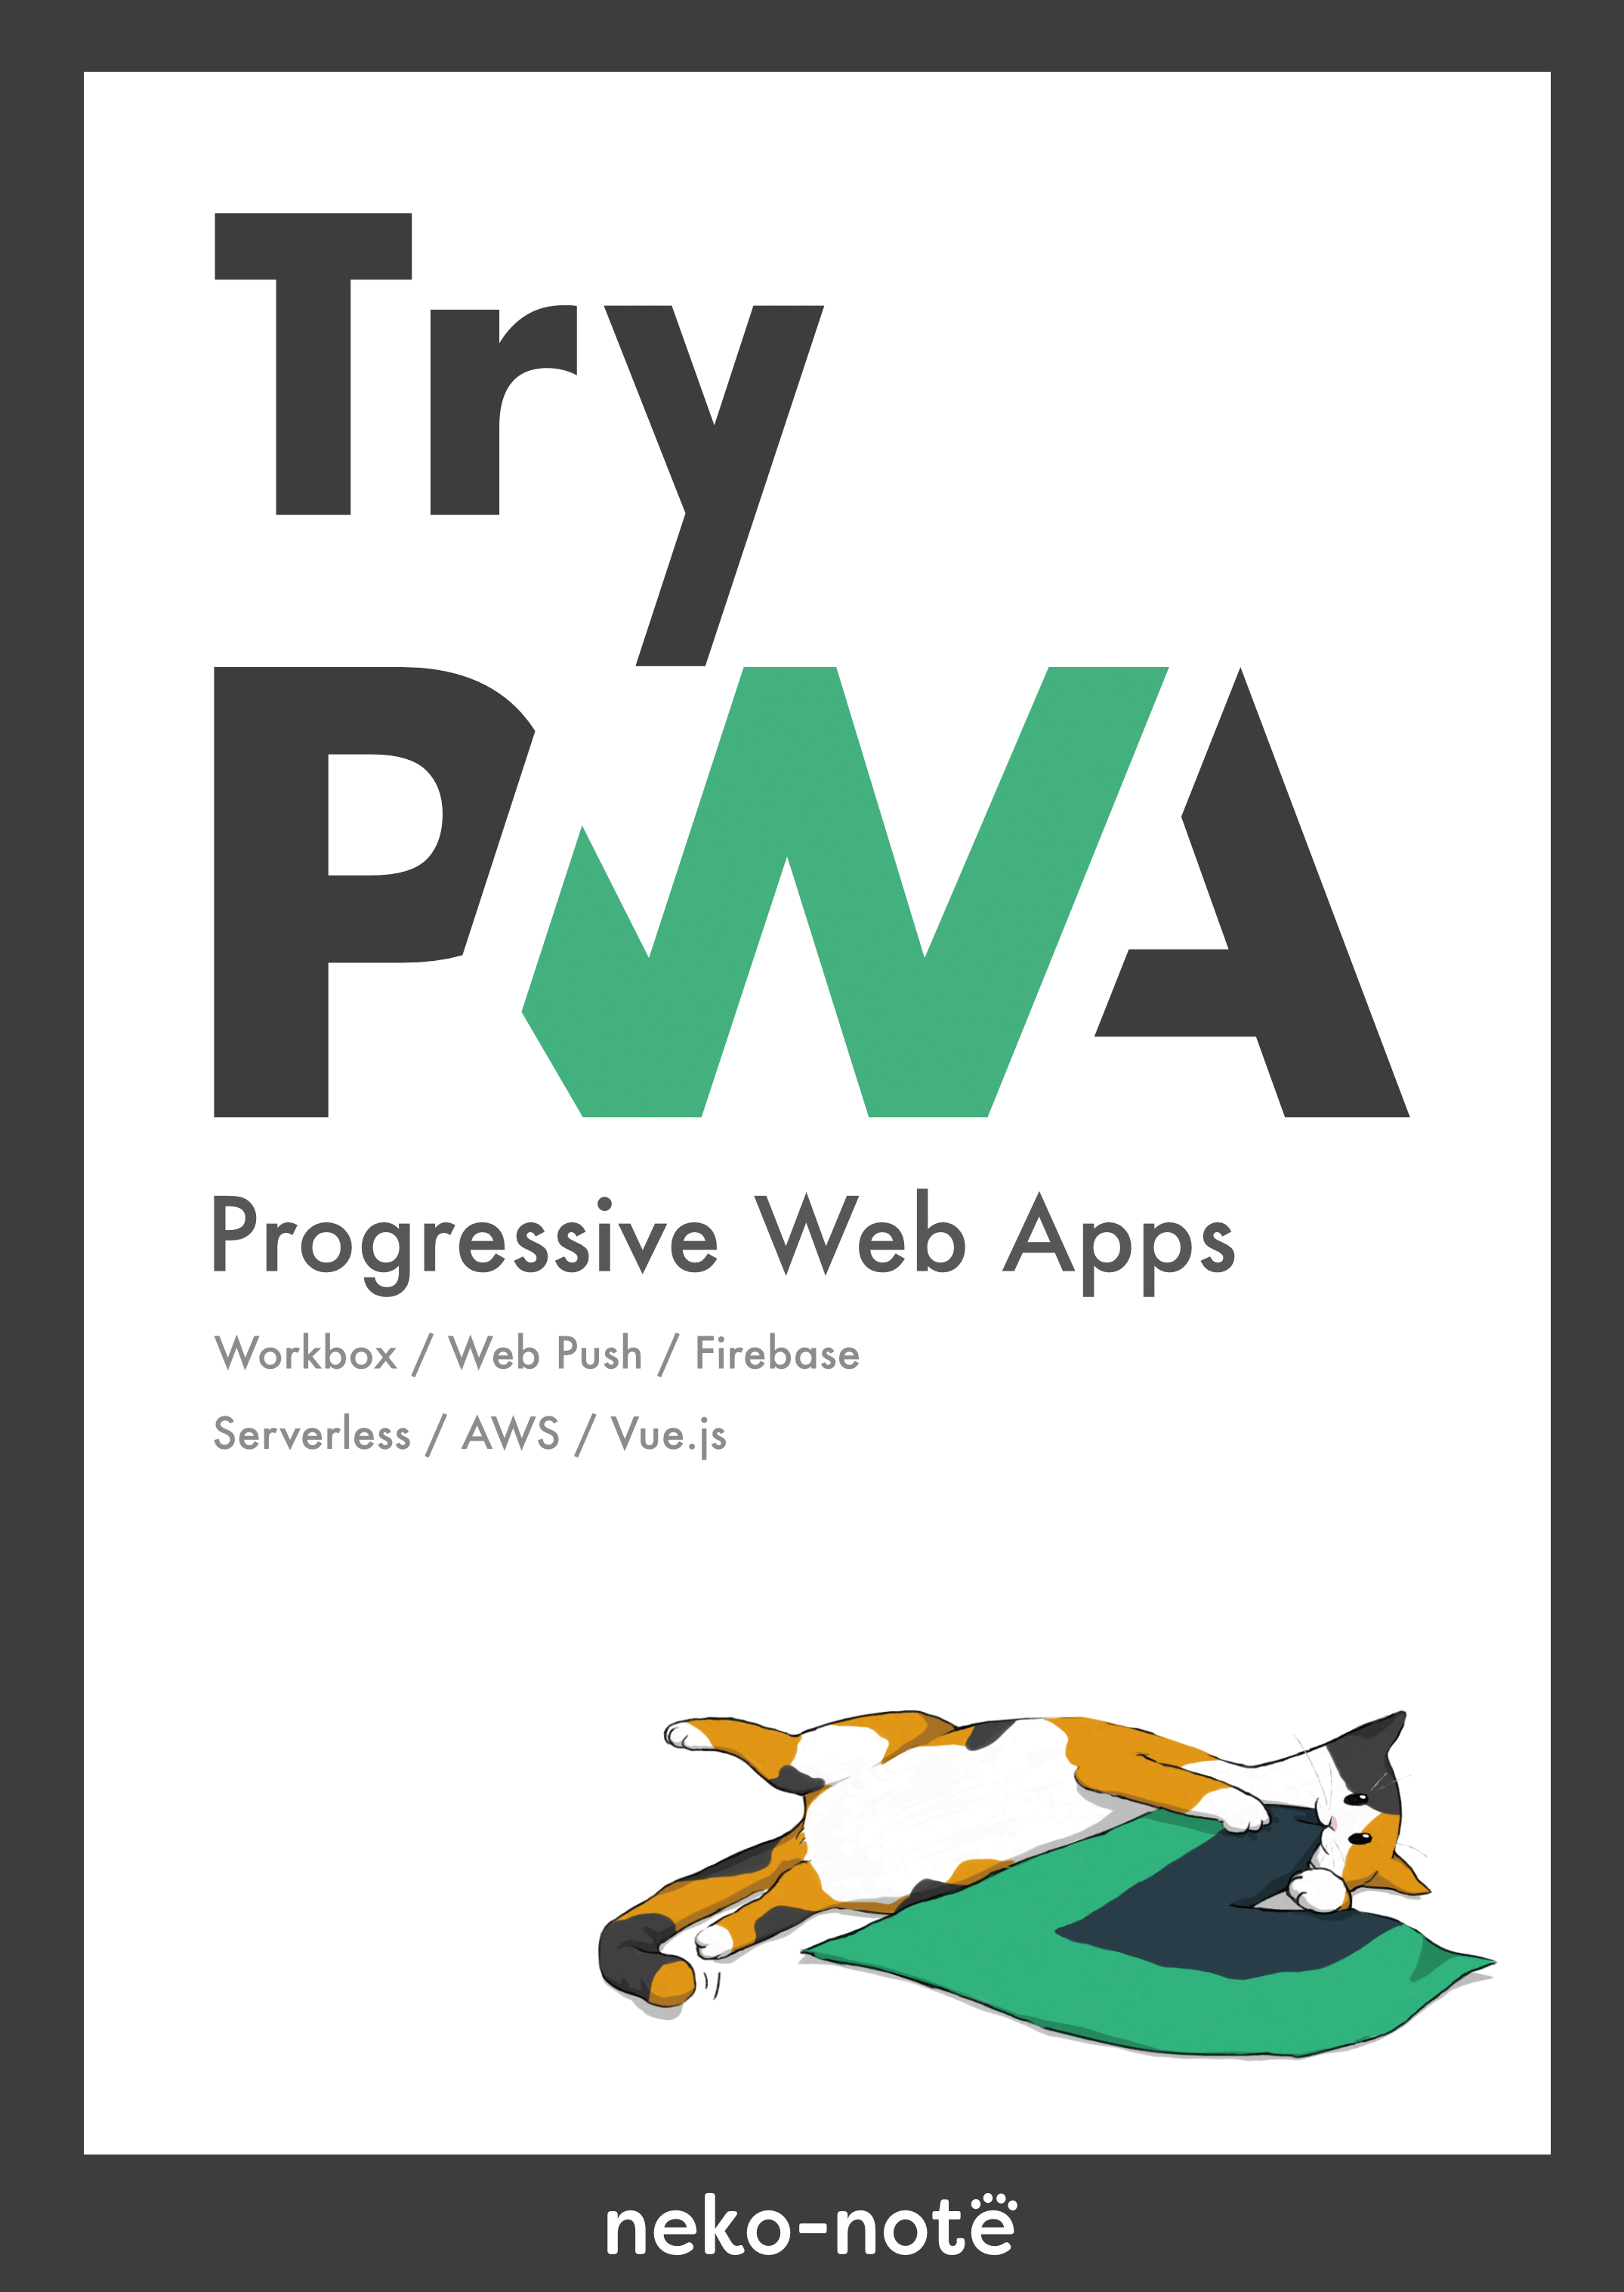 Try
PWA
Progressive Web Apps
Workbox / Web Push / Firebase
Serverless / AWS / Vue.js
neko-notë